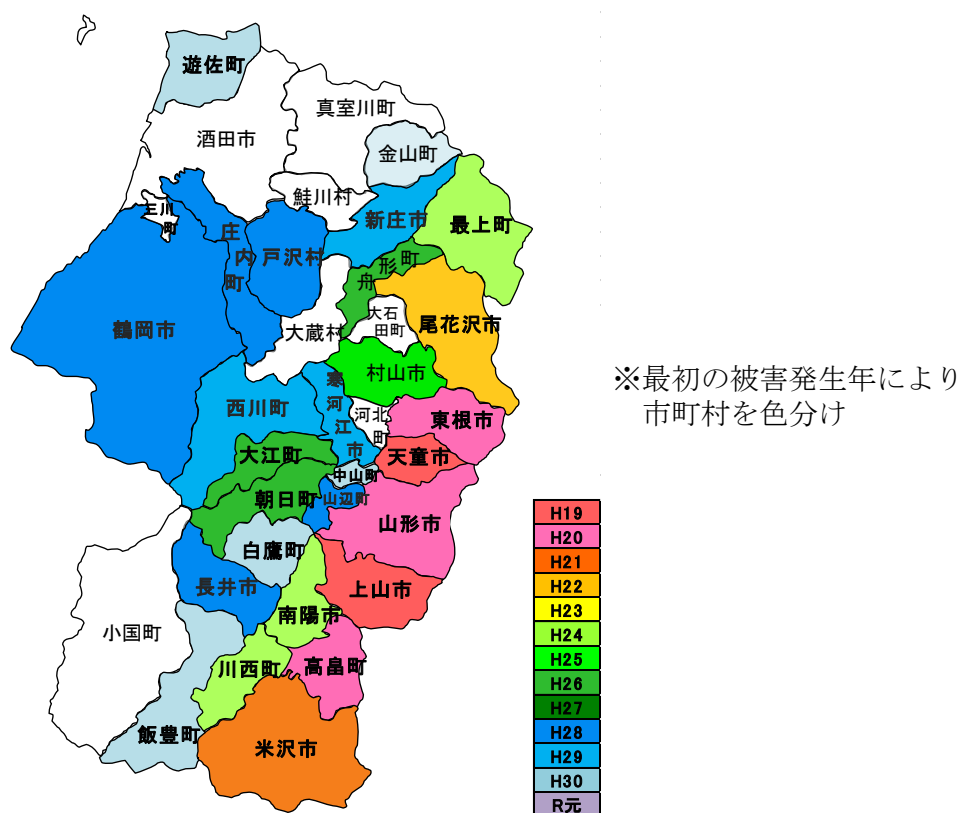 遊佐町
真室川町
酒田市
金山町
鮭川村
三川町
庄内町
戸沢村
新庄市
最上町
舟形町
大石田町
尾花沢市
鶴岡市
大蔵村
村山市
寒河江市
西川町
河北町
東根市
大江町
天童市
中山町
朝日町
山辺町
山形市
白鷹町
長井市
上山市
南陽市
小国町
川西町
高畠町
飯豊町
米沢市
※最初の被害発生年により
市町村を色分け
H19
H20
H21
H22
H23
H24
H25
H26
H27
H28
H29
H30
R元